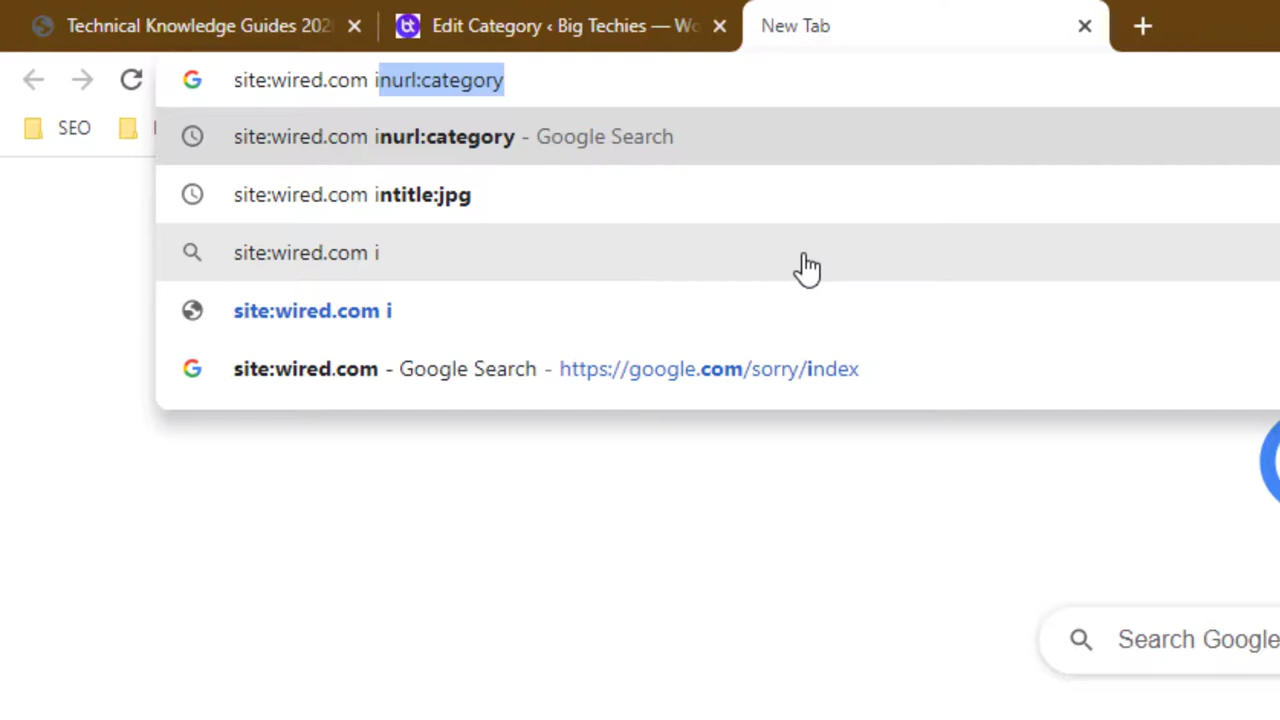 Technical Knowledge Guides 202
Edit Category ‹ Big Techies — Wo
New Tab
site:wired.com inurl:category
SEO
site:wired.com inurl:category - Google Search
site:wired.com intitle:jpg
site:wired.com i
site:wired.com i
site:wired.com - Google Search - https://google.com/sorry/index
Search Google